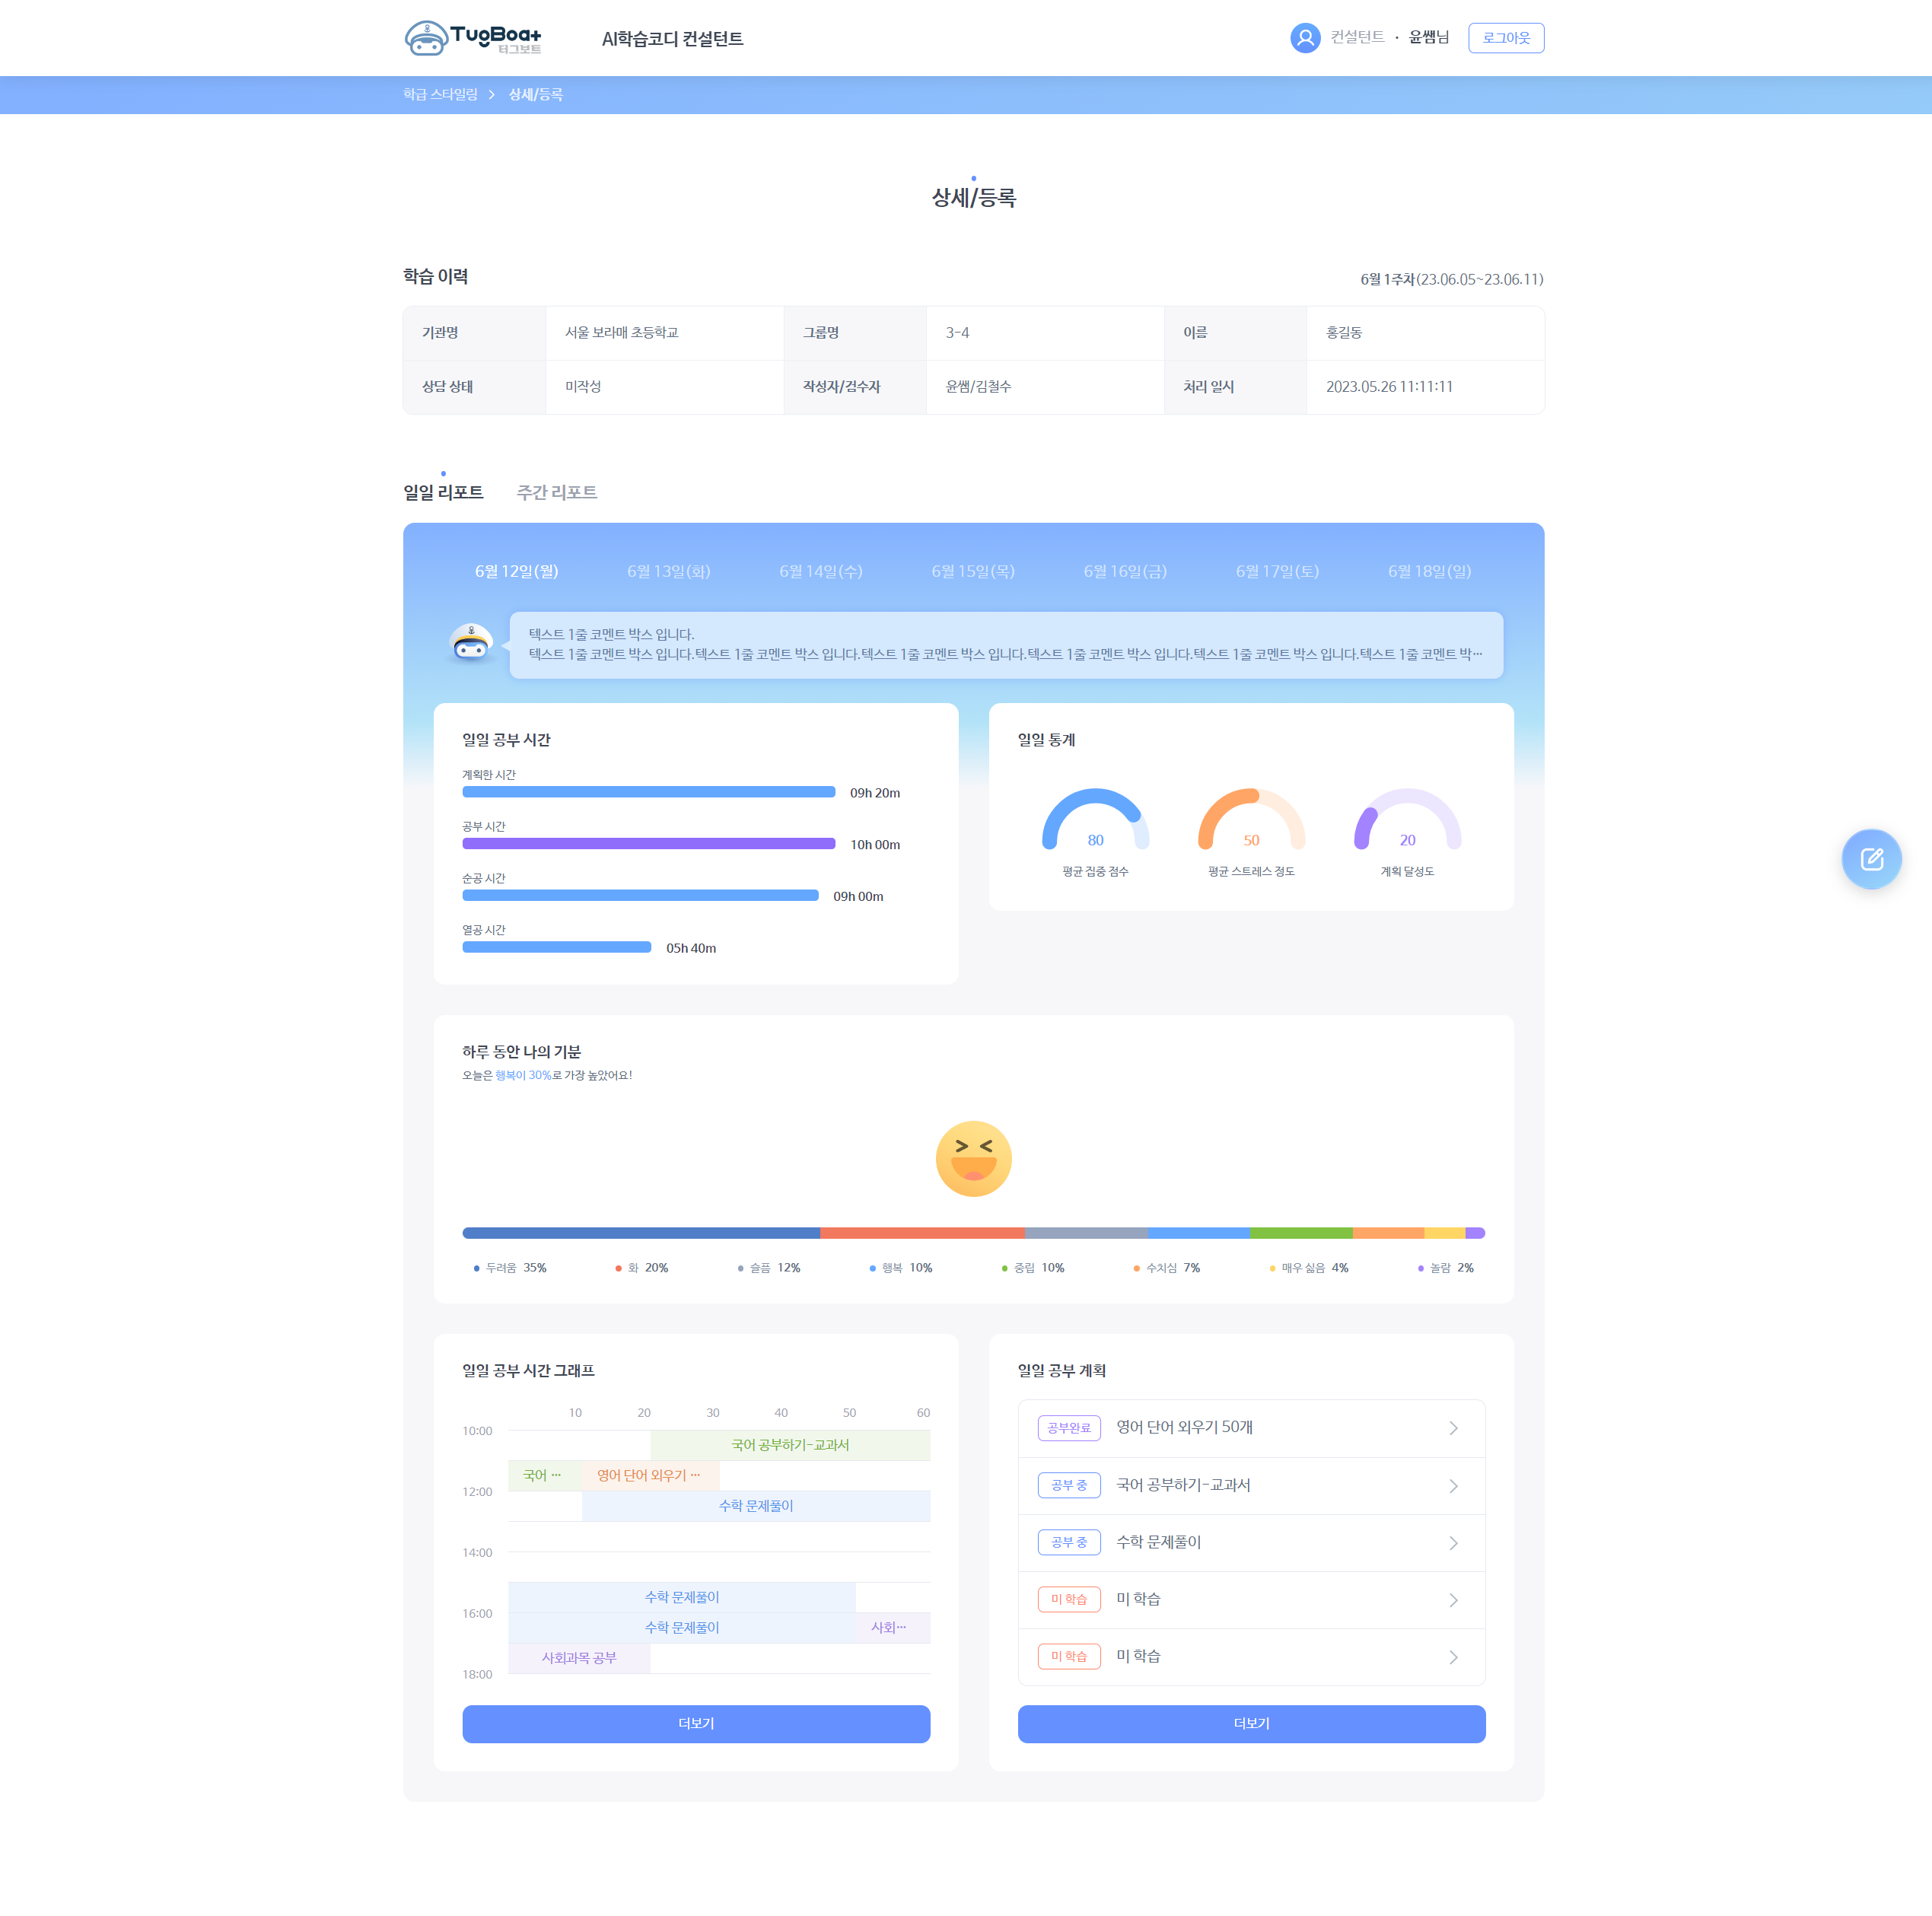 TugBoat
터그보트
AI학습코디 컨설턴트
컨설턴트 · 윤쌤님
로그아웃
학급 스타일링 > 상세/등록
상세/등록
학습 이력
6월 1주차(23.06.05~23.06.11)
기관명 서울 보라매 초등학교 그룹명 3-4 이름 홍길동
상담 상태 미작성 작성자/검수자 윤쌤/김철수 처리 일시 2023.05.26 11:11:11
일일 리포트 주간 리포트
6월 12일(월) 6월 13일(화) 6월 14일(수) 6월 15일(목) 6월 16일(금) 6월 17일(토) 6월 18일(일)
텍스트 1줄 코멘트 박스 입니다.
텍스트 1줄 코멘트 박스 입니다.텍스트 1줄 코멘트 박스 입니다.텍스트 1줄 코멘트 박스 입니다.텍스트 1줄 코멘트 박스 입니다.텍스트 1줄 코멘트 박스 입니다.텍스트 1줄 코멘트 박…
일일 공부 시간
계획한 시간
09h 20m
공부 시간
10h 00m
순공 시간
09h 00m
열공 시간
05h 40m
일일 통계
80 50 20
평균 집중 점수 평균 스트레스 정도 계획 달성도
하루 동안 나의 기분
오늘은 행복이 30%로 가장 높았어요!
두려움 35% 화 20% 슬픔 12% 행복 10% 중립 10% 수치심 7% 매우 싫음 4% 놀람 2%
일일 공부 시간 그래프
10 20 30 40 50 60
10:00
국어 공부하기-교과서
국어 … 영어 단어 외우기 …
12:00
수학 문제풀이
14:00
수학 문제풀이
16:00
수학 문제풀이 사회…
사회과목 공부
18:00
더보기
일일 공부 계획
공부완료 영어 단어 외우기 50개
공부 중 국어 공부하기-교과서
공부 중 수학 문제풀이
미 학습 미 학습
미 학습 미 학습
더보기